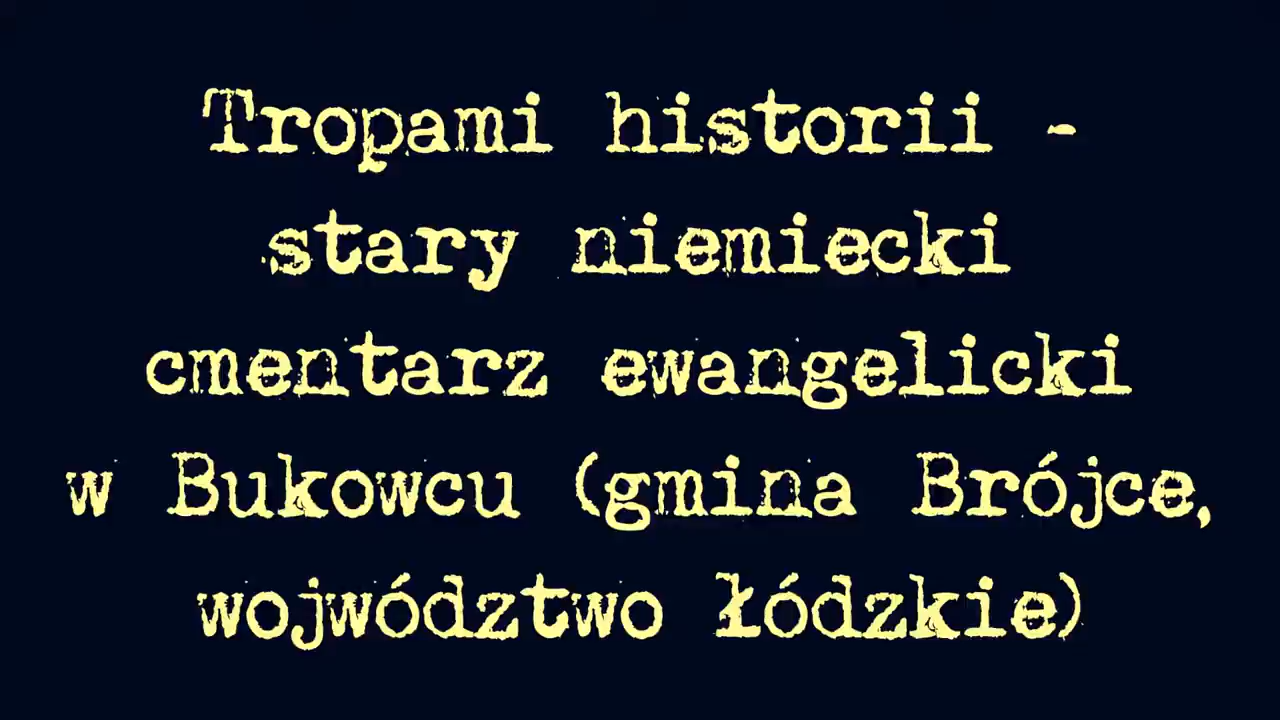 Tropami historii -
stary niemiecki
cmentarz ewangelicki
w Bukowcu (gmina Brójce,
województwo łódzkie)